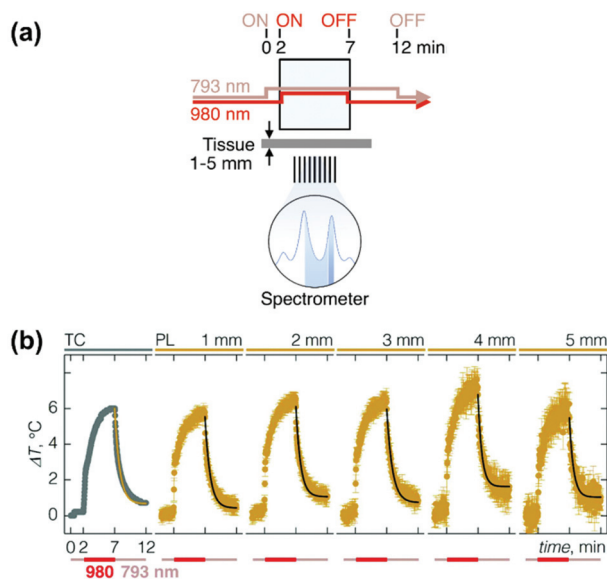 (a)
ON ON OFF OFF
0 2 7 12 min
793 nm
980 nm
Tissue
1-5 mm
Spectrometer
(b)
TC PL 1 mm 2 mm 3 mm 4 mm 5 mm
ΔT, °C
6
4
2
0
0 2 7 12 time, min
980 793 nm